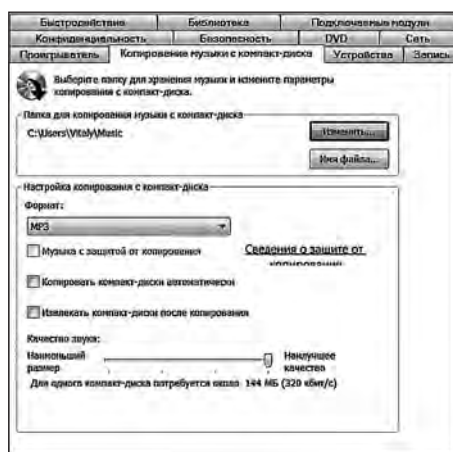 Быстродействие Библиотека Подключаемые модули
Конфиденциальность Безопасность DVD Сеть
Проигрыватель Копирование музыки с компакт-диска Устройства Запись
Выберите папку для хранения музыки и измените параметры
копирования с компакт-диска.
Папка для копирования музыки с компакт-диска
C:\Users\Vitaly\Music
Изменить...
Имя файла...
Настройка копирования с компакт-диска
Формат:
MP3
Музыка с защитой от копирования Сведения о защите от
копирования
Копировать компакт-диски автоматически
Извлекать компакт-диски после копирования
Качество звука:
Наименьший Наилучшее
размер качество
Для одного компакт-диска потребуется около 144 МБ (320 кбит/с)